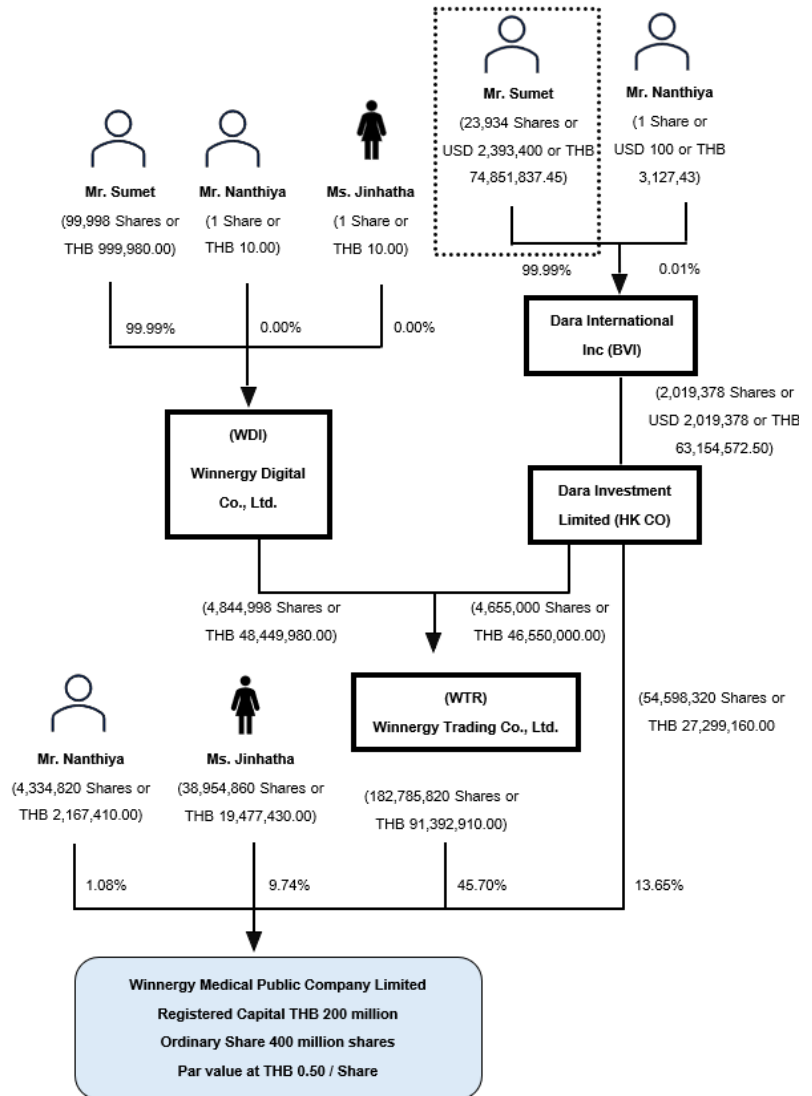 Mr. Sumet
(23,934 Shares or
USD 2,393,400 or THB
74,851,837.45)
Mr. Nanthiya
(1 Share or
USD 100 or THB
3,127,43)
Mr. Sumet
(99,998 Shares or
THB 999,980.00)
Mr. Nanthiya
(1 Share or
THB 10.00)
Ms. Jinhatha
(1 Share or
THB 10.00)
99.99%
0.01%
99.99%
0.00%
0.00%
Dara International
Inc (BVI)
(2,019,378 Shares or
USD 2,019,378 or THB
63,154,572.50)
(WDI)
Winnergy Digital
Co., Ltd.
Dara Investment
Limited (HK CO)
(4,844,998 Shares or
THB 48,449,980.00)
(4,655,000 Shares or
THB 46,550,000.00)
(WTR)
Winnergy Trading Co., Ltd.
(54,598,320 Shares or
THB 27,299,160.00
Mr. Nanthiya
(4,334,820 Shares or
THB 2,167,410.00)
Ms. Jinhatha
(38,954,860 Shares or
THB 19,477,430.00)
(182,785,820 Shares or
THB 91,392,910.00)
1.08%
9.74%
45.70%
13.65%
Winnergy Medical Public Company Limited
Registered Capital THB 200 million
Ordinary Share 400 million shares
Par value at THB 0.50 / Share